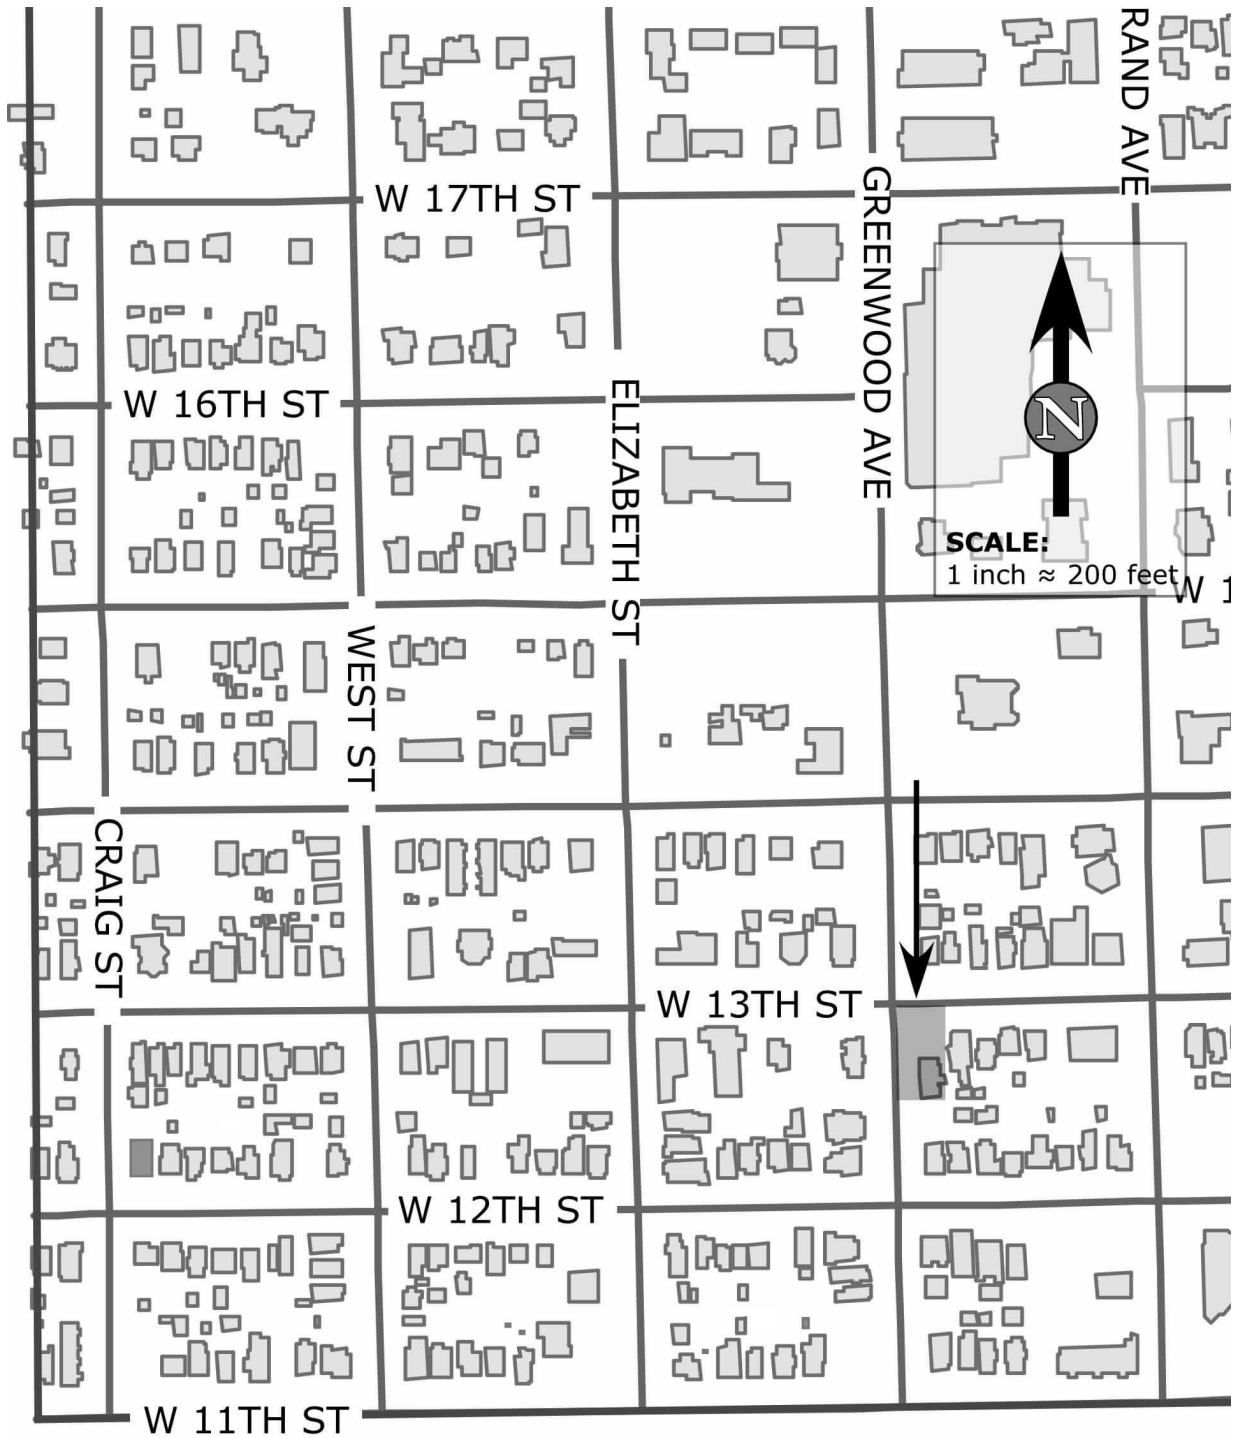 RAND AVE
W 17TH ST
GREENWOOD AVE
W 16TH ST
ELIZABETH ST
N
SCALE:
1 inch ≈ 200 feet
W 1
WEST ST
CRAIG ST
W 13TH ST
W 12TH ST
W 11TH ST